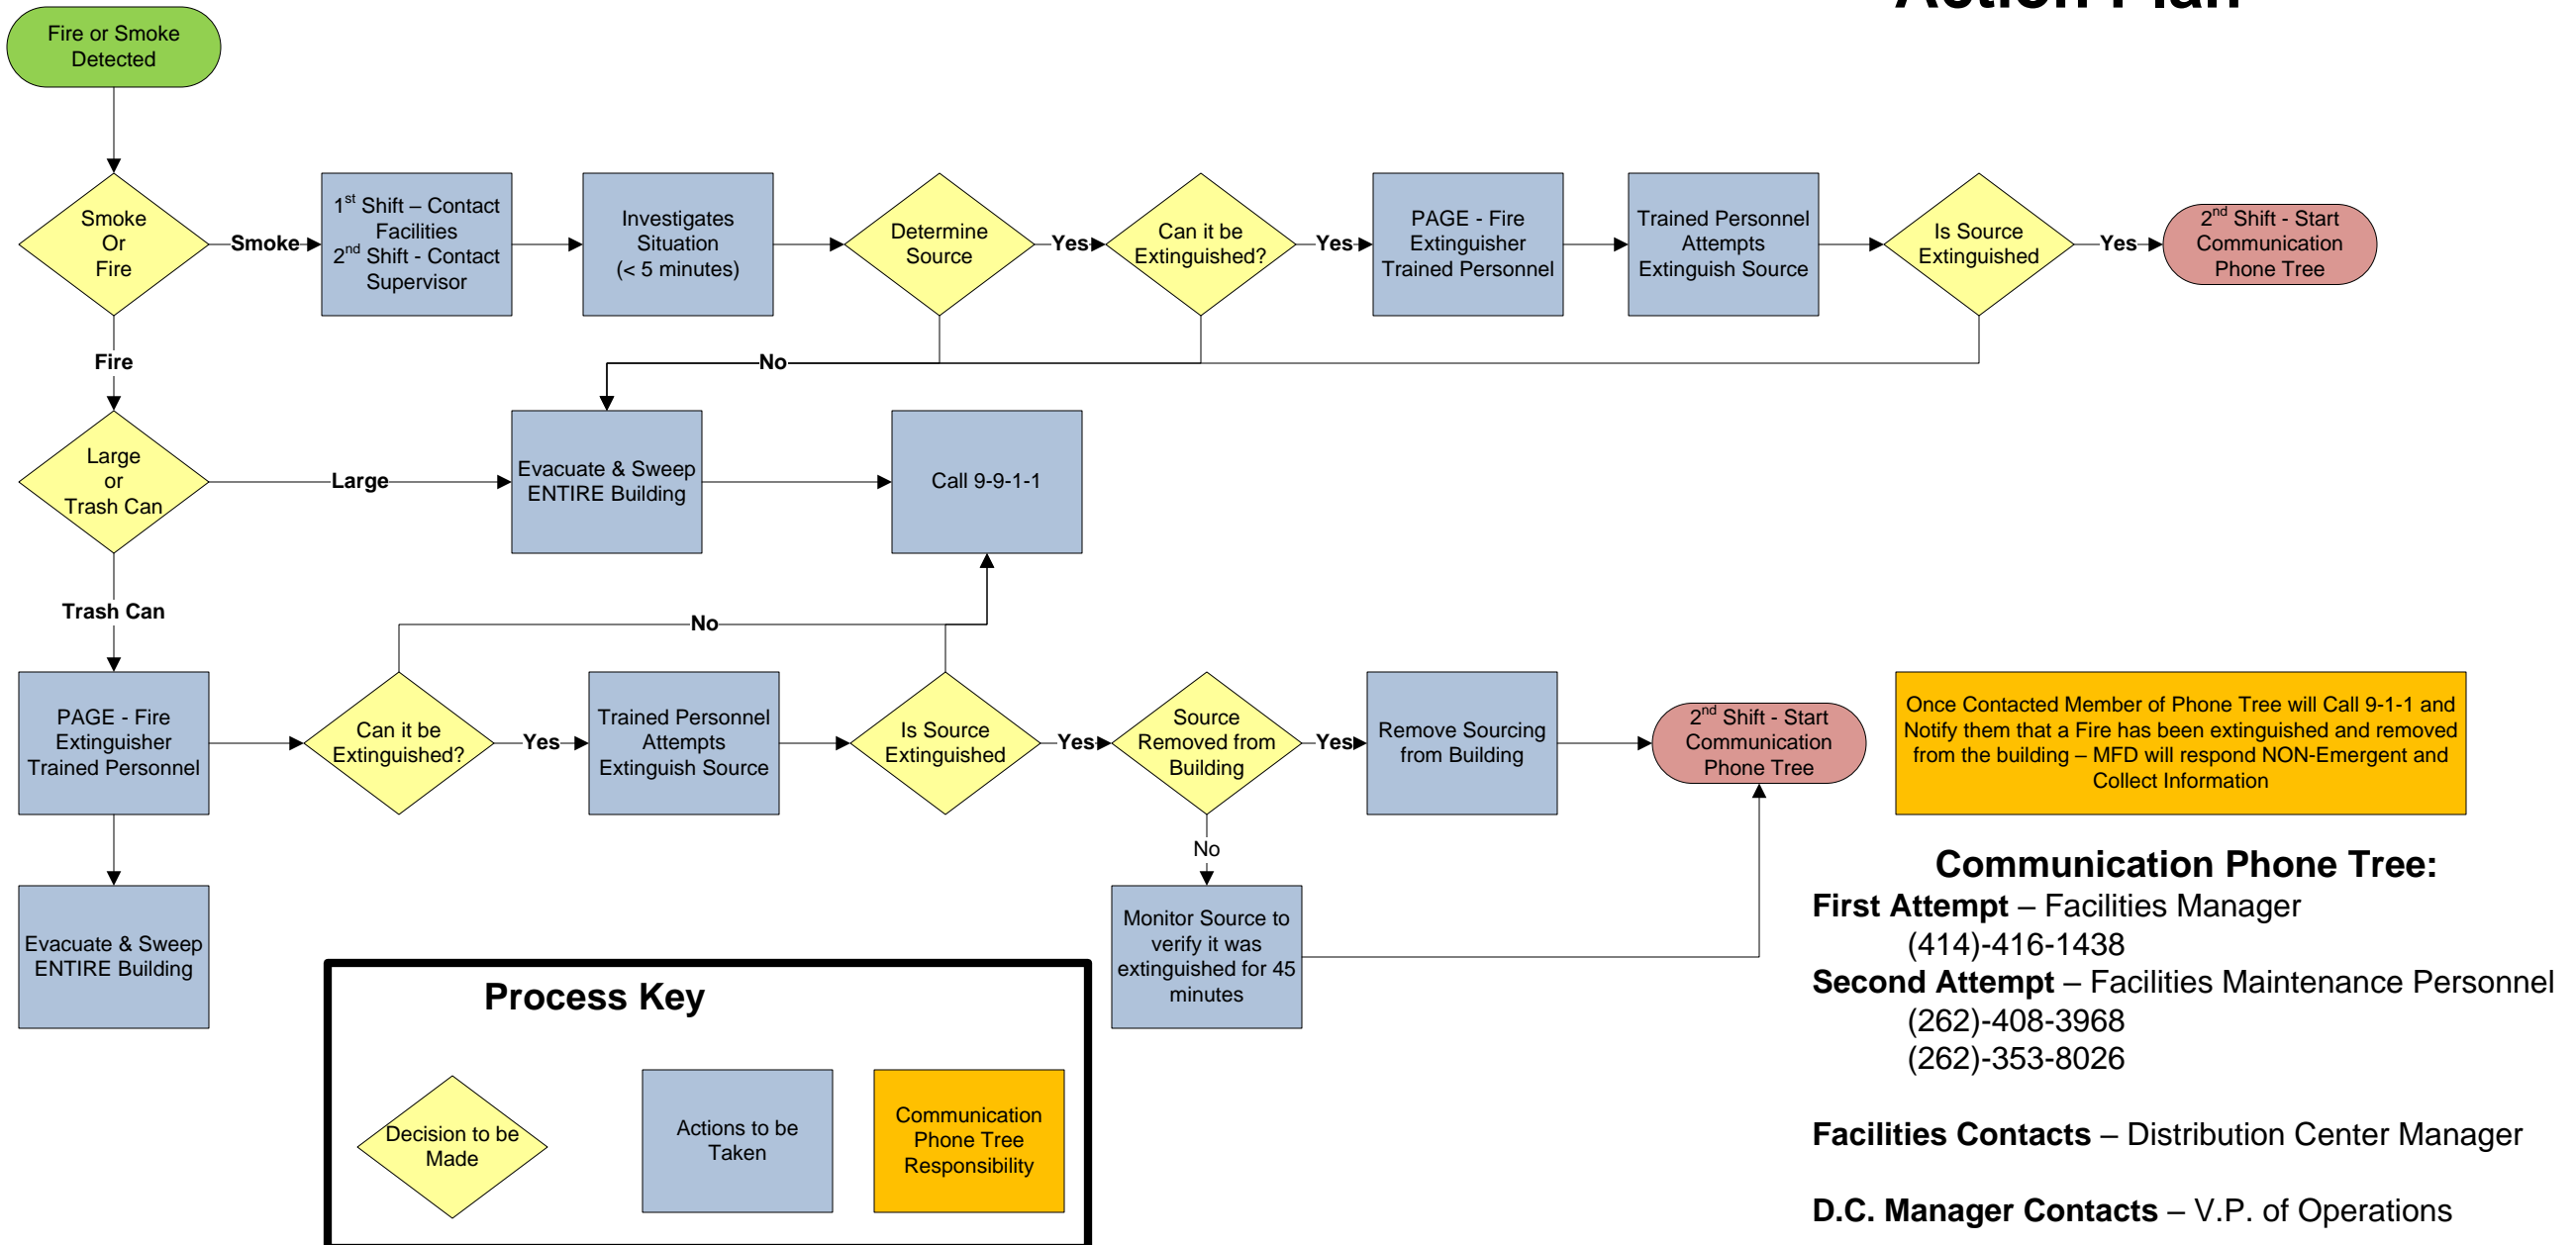 Action Plan
Fire or Smoke
Detected
Smoke
Or
Fire
Smoke
1st Shift – Contact
Facilities
2nd Shift - Contact
Supervisor
Investigates
Situation
(< 5 minutes)
Determine
Source
Yes
Can it be
Extinguished?
Yes
PAGE - Fire
Extinguisher
Trained Personnel
Trained Personnel
Attempts
Extinguish Source
Is Source
Extinguished
Yes
2nd Shift - Start
Communication
Phone Tree
No
Fire
Large
or
Trash Can
Large
Evacuate & Sweep
ENTIRE Building
Call 9-9-1-1
Trash Can
No
PAGE - Fire
Extinguisher
Trained Personnel
Can it be
Extinguished?
Yes
Trained Personnel
Attempts
Extinguish Source
Is Source
Extinguished
Yes
Source
Removed from
Building
Yes
Remove Sourcing
from Building
2nd Shift - Start
Communication
Phone Tree
Once Contacted Member of Phone Tree will Call 9-1-1 and
Notify them that a Fire has been extinguished and removed
from the building – MFD will respond NON-Emergent and
Collect Information
No
Evacuate & Sweep
ENTIRE Building
Monitor Source to
verify it was
extinguished for 45
minutes
Communication Phone Tree:
First Attempt – Facilities Manager
(414)-416-1438
Second Attempt – Facilities Maintenance Personnel
(262)-408-3968
(262)-353-8026
Facilities Contacts – Distribution Center Manager
D.C. Manager Contacts – V.P. of Operations
Process Key
Decision to be
Made
Actions to be
Taken
Communication
Phone Tree
Responsibility